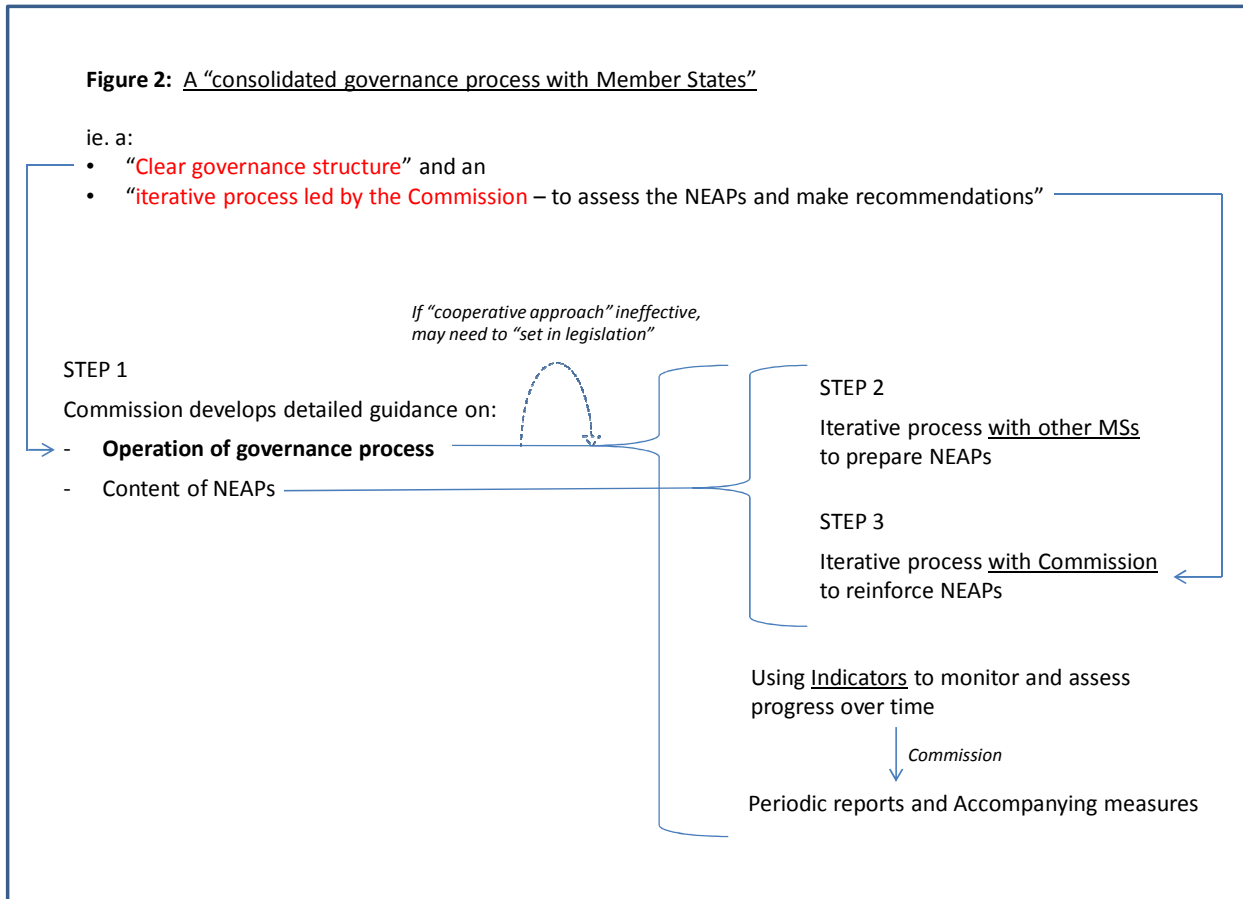 Figure 2: A “consolidated governance process with Member States”
ie. a:
• “Clear governance structure” and an
• “iterative process led by the Commission – to assess the NEAPs and make recommendations”
If “cooperative approach” ineffective,
may need to “set in legislation”
STEP 1
Commission develops detailed guidance on:
- Operation of governance process
- Content of NEAPs
STEP 2
Iterative process with other MSs
to prepare NEAPs
STEP 3
Iterative process with Commission
to reinforce NEAPs
Using Indicators to monitor and assess
progress over time
Commission
Periodic reports and Accompanying measures